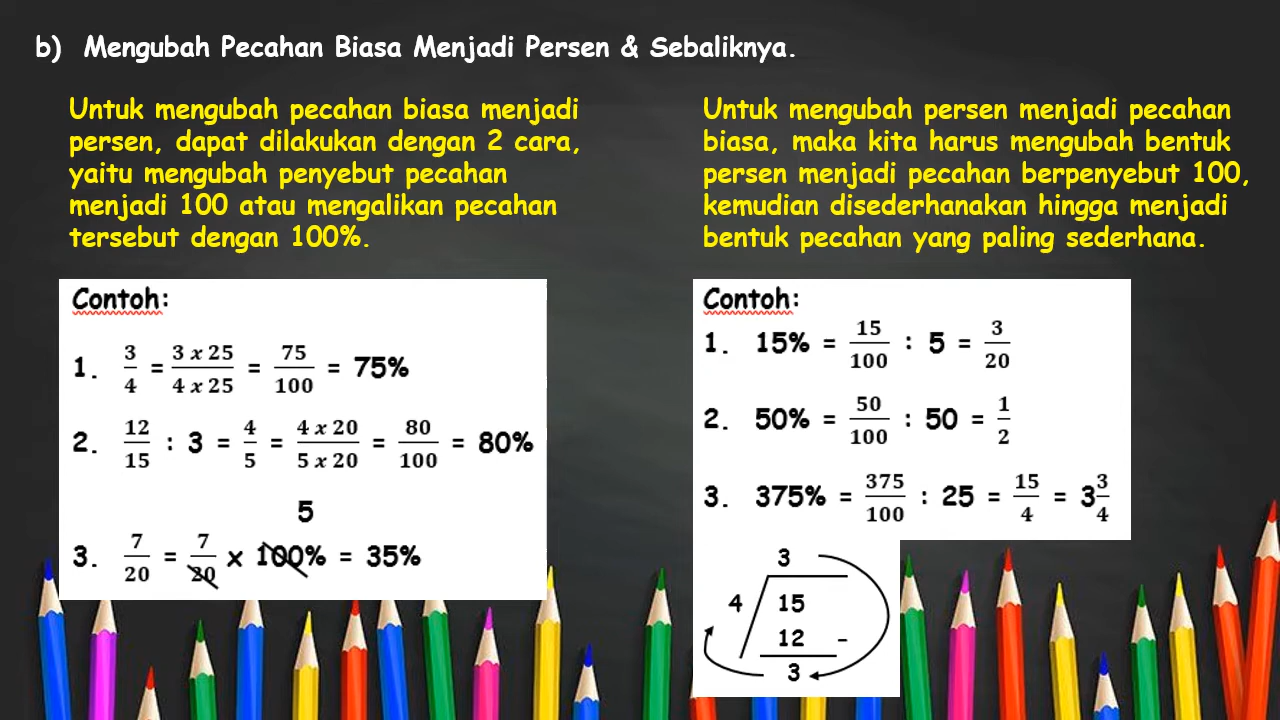 b) Mengubah Pecahan Biasa Menjadi Persen & Sebaliknya.
Untuk mengubah pecahan biasa menjadi
persen, dapat dilakukan dengan 2 cara,
yaitu mengubah penyebut pecahan
menjadi 100 atau mengalikan pecahan
tersebut dengan 100%.
Contoh:
1. 3/4 = (3 x 25)/(4 x 25) = 75/100 = 75%
2. 12/15 : 3 = 4/5 = (4 x 20)/(5 x 20) = 80/100 = 80%
5
3. 7/20 = 7/20 x 100% = 35%
Untuk mengubah persen menjadi pecahan
biasa, maka kita harus mengubah bentuk
persen menjadi pecahan berpenyebut 100,
kemudian disederhanakan hingga menjadi
bentuk pecahan yang paling sederhana.
Contoh:
1. 15% = 15/100 : 5 = 3/20
2. 50% = 50/100 : 50 = 1/2
3. 375% = 375/100 : 25 = 15/4 = 3 3/4
3
4 15
12 -
3